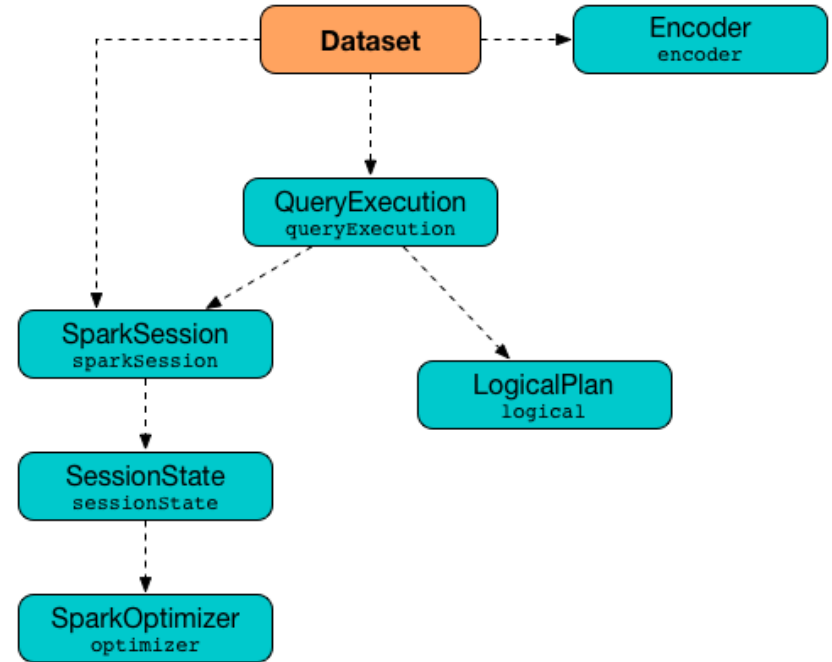 Dataset
Encoder
encoder
QueryExecution
queryExecution
SparkSession
sparkSession
LogicalPlan
logical
SessionState
sessionState
SparkOptimizer
optimizer